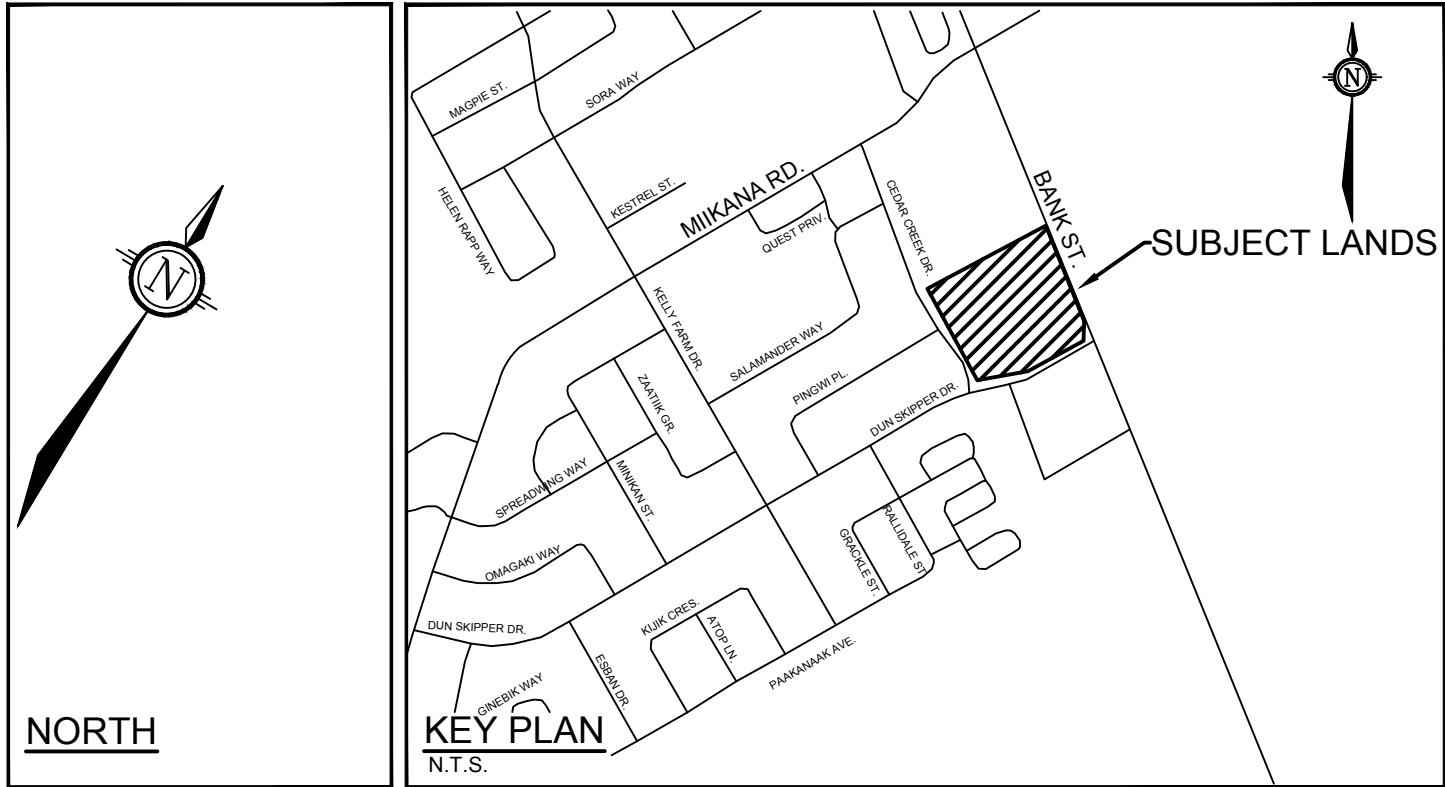 N
NORTH
N
MAGPIE ST.
SORA WAY
HELEN RAPP WAY
KESTREL ST.
MIIKANA RD.
QUEST PRIV.
CEDAR CREEK DR.
BANK ST.
SUBJECT LANDS
KELLY FARM DR.
SALAMANDER WAY
ZAATIIK GR.
PINGWI PL.
DUN SKIPPER DR.
SPREADWING WAY
MINIKAN ST.
OMAGAKI WAY
GRACKLE ST.
RALLIDALE ST
DUN SKIPPER DR.
KIJIK CRES.
ATOP LN.
ESBAN DR.
PAAKANAAK AVE.
GINEBIK WAY
KEY PLAN
N.T.S.